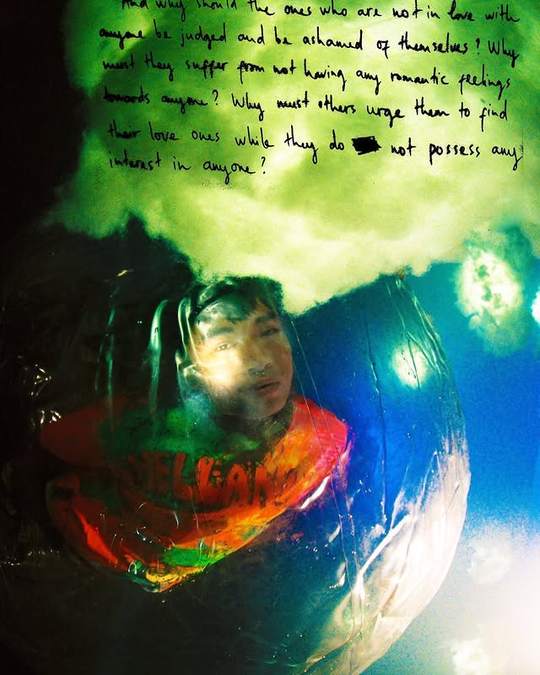 And why should the ones who are not in love with
anyone be judged and be ashamed of themselves? Why
must they suffer from not having any romantic feelings
towards anyone? Why must others urge them to find
their love ones while they do not possess any
interest in anyone?